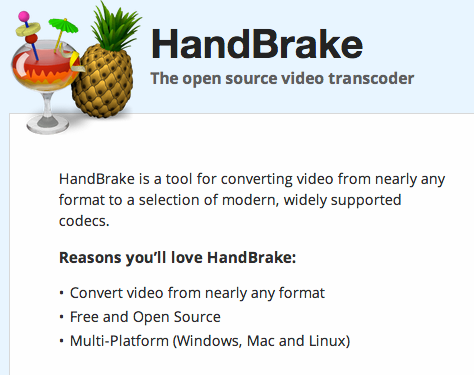 HandBrake
The open source video transcoder
HandBrake is a tool for converting video from nearly any
format to a selection of modern, widely supported
codecs.
Reasons you'll love HandBrake:
• Convert video from nearly any format
• Free and Open Source
• Multi-Platform (Windows, Mac and Linux)